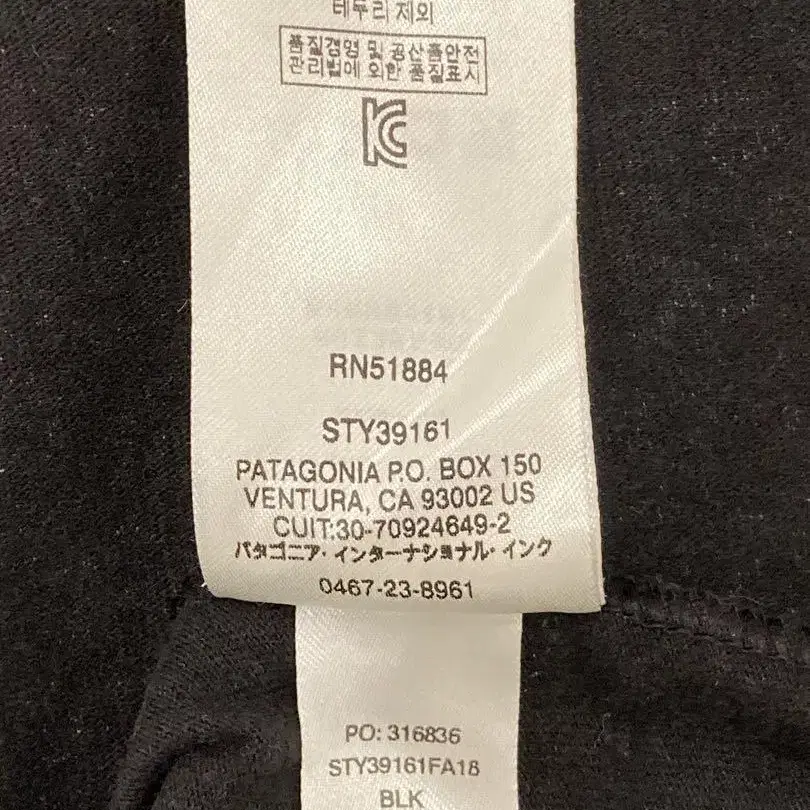 테두리 제외
품질경영 및 공산품안전
관리법에 의한 품질표시
RN51884
STY39161
PATAGONIA P.O. BOX 150
VENTURA, CA 93002 US
CUIT:30-70924649-2
パタゴニア・インターナショナル・インク
0467-23-8961
PO: 316836
STY39161FA18
BLK